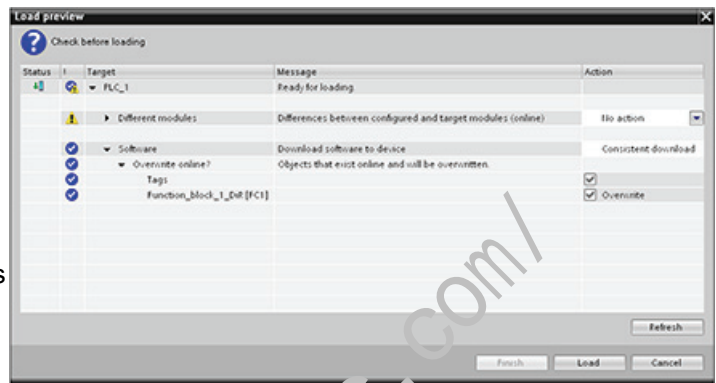 Load preview
Check before loading
Status ! Target Message Action
PLC_1 Ready for loading
Different modules Differences between configured and target modules (online) No action
Software Download software to device Consistent download
Overwrite online? Objects that exist online and will be overwritten.
Tags
Function_block_1_DiR [FC1] Overwrite
s
Refresh
Finish Load Cancel
com/